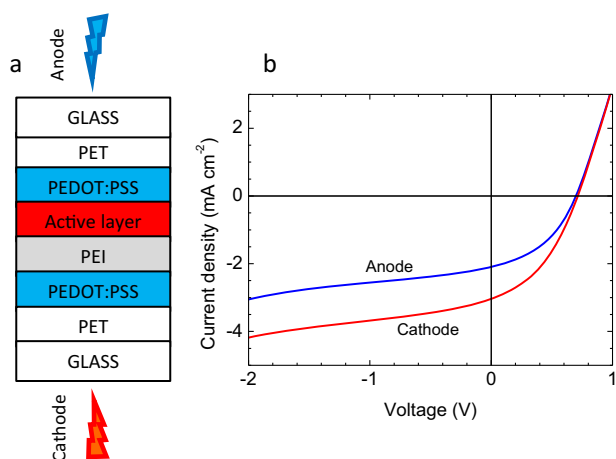 a
Anode
GLASS
PET
PEDOT:PSS
Active layer
PEI
PEDOT:PSS
PET
GLASS
Cathode
b
Current density (mA cm⁻²)
2
0
-2
-4
Anode
Cathode
-2
-1
0
1
Voltage (V)